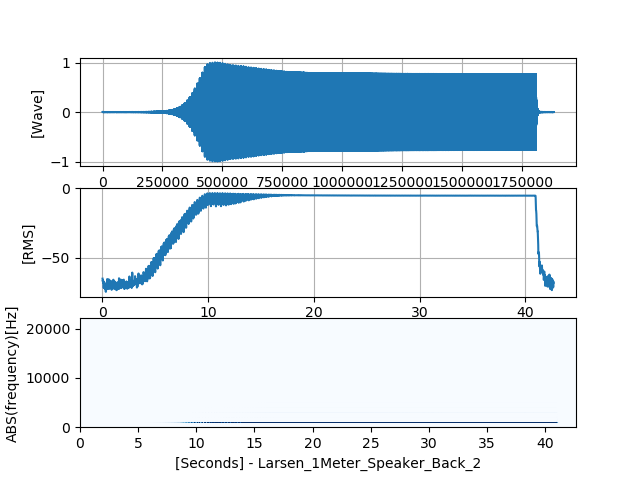 [Wave]
1
0
−1
0 250000 500000 750000 1000000 1250000 1500000 1750000
[RMS]
0
−50
0 10 20 30 40
ABS(frequency)[Hz]
20000
10000
0
0 5 10 15 20 25 30 35 40
[Seconds] - Larsen_1Meter_Speaker_Back_2